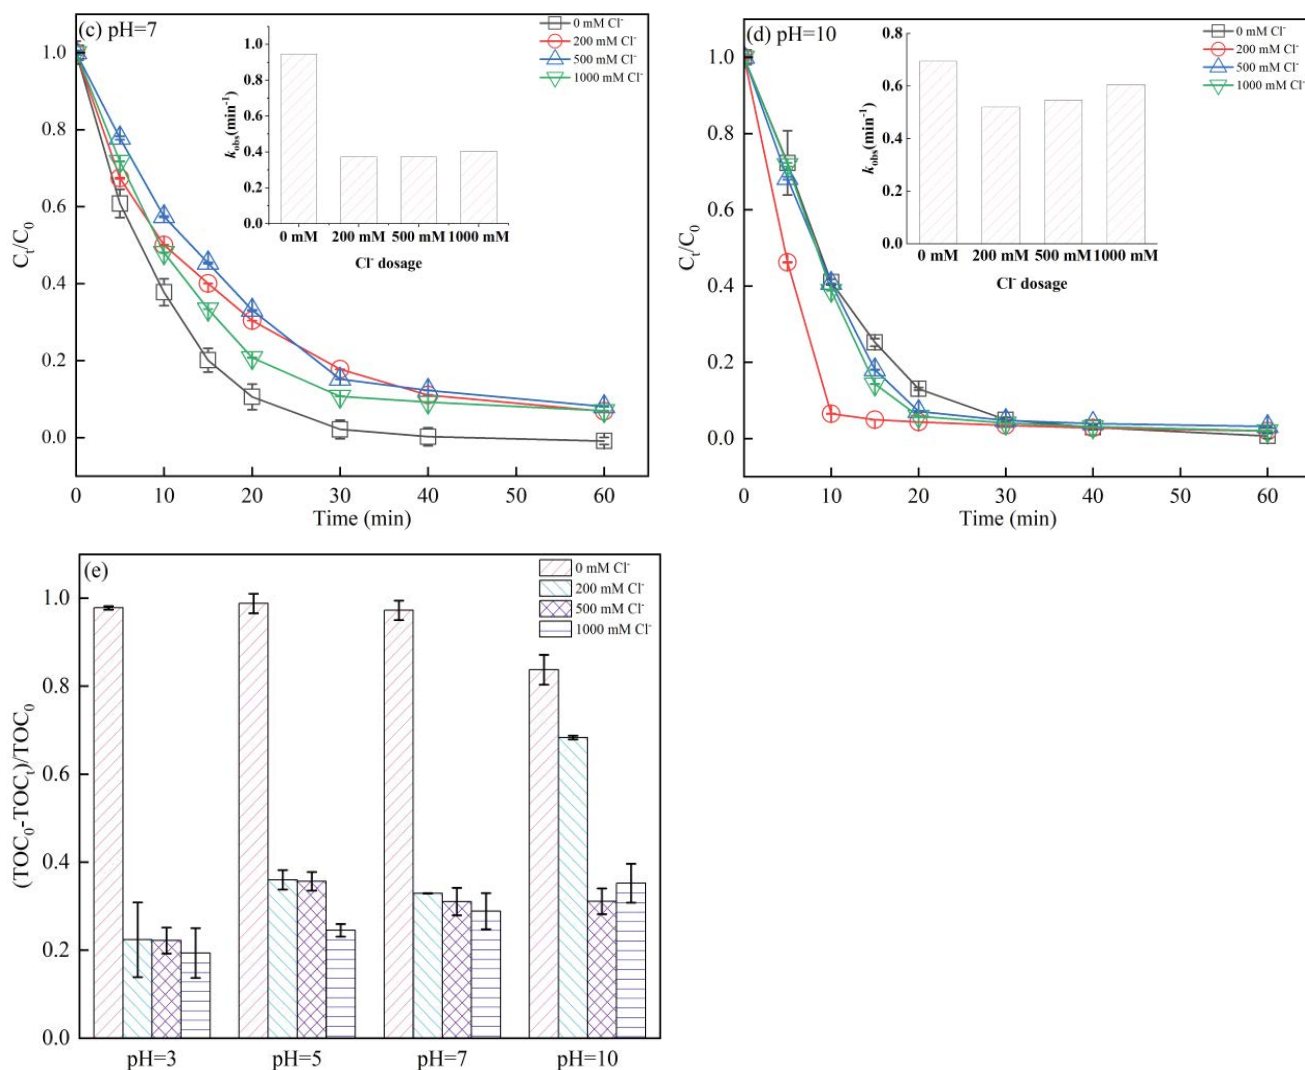 (c) pH=7
0 mM Cl⁻
200 mM Cl⁻
500 mM Cl⁻
1000 mM Cl⁻
1.0
0.8
0.6
0.4
0.2
0.0
Cₜ/C₀
0 10 20 30 40 50 60
Time (min)
1.0
0.8
0.6
0.4
0.2
0.0
k_obs(min⁻¹)
0 mM 200 mM 500 mM 1000 mM
Cl⁻ dosage
(d) pH=10
0 mM Cl⁻
200 mM Cl⁻
500 mM Cl⁻
1000 mM Cl⁻
1.0
0.8
0.6
0.4
0.2
0.0
Cₜ/C₀
0 10 20 30 40 50 60
Time (min)
0.8
0.6
0.4
0.2
0.0
k_obs(min⁻¹)
0 mM 200 mM 500 mM 1000 mM
Cl⁻ dosage
(e)
0 mM Cl⁻
200 mM Cl⁻
500 mM Cl⁻
1000 mM Cl⁻
1.0
0.8
0.6
0.4
0.2
0.0
(TOC₀-TOCₜ)/TOC₀
pH=3 pH=5 pH=7 pH=10